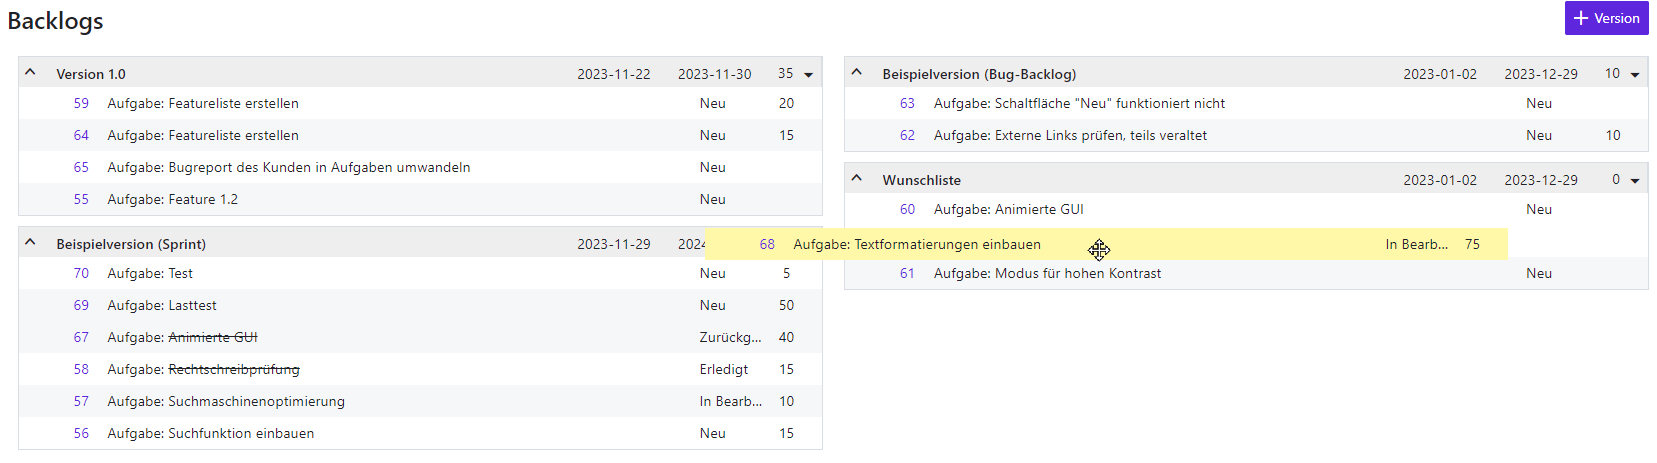 Backlogs
+ Version
Version 1.0 2023-11-22 2023-11-30 35
59 Aufgabe: Featureliste erstellen Neu 20
64 Aufgabe: Featureliste erstellen Neu 15
65 Aufgabe: Bugreport des Kunden in Aufgaben umwandeln Neu
55 Aufgabe: Feature 1.2 Neu
Beispielversion (Sprint) 2023-11-29 2024
70 Aufgabe: Test Neu 5
69 Aufgabe: Lasttest Neu 50
67 Aufgabe: Animierte GUI Zurückg... 40
58 Aufgabe: Rechtschreibprüfung Erledigt 15
57 Aufgabe: Suchmaschinenoptimierung In Bearb... 10
56 Aufgabe: Suchfunktion einbauen Neu 15
Beispielversion (Bug-Backlog) 2023-01-02 2023-12-29 10
63 Aufgabe: Schaltfläche "Neu" funktioniert nicht Neu
62 Aufgabe: Externe Links prüfen, teils veraltet Neu 10
Wunschliste 2023-01-02 2023-12-29 0
60 Aufgabe: Animierte GUI Neu
68 Aufgabe: Textformatierungen einbauen In Bearb... 75
61 Aufgabe: Modus für hohen Kontrast Neu